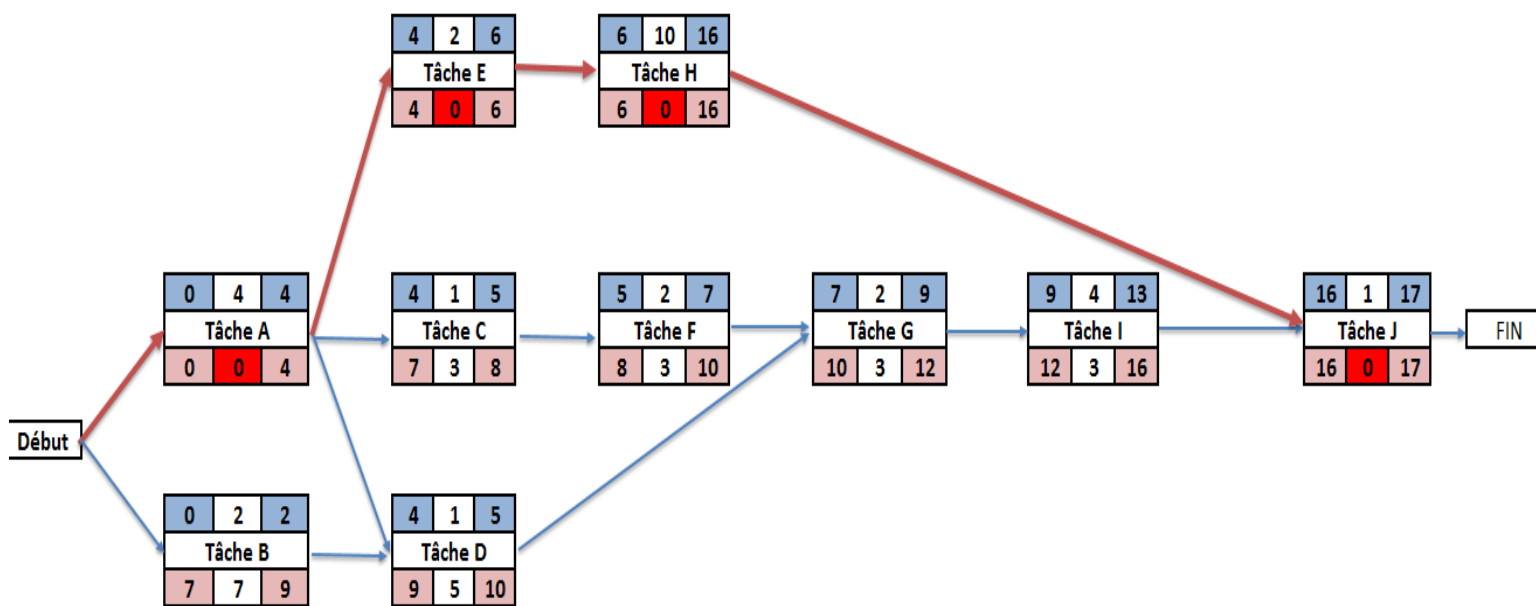 4 2 6 6 10 16
Tâche E Tâche H
4 0 6 6 0 16
0 4 4 4 1 5 5 2 7 7 2 9 9 4 13 16 1 17
Tâche A Tâche C Tâche F Tâche G Tâche I Tâche J FIN
0 0 4 7 3 8 8 3 10 10 3 12 12 3 16 16 0 17
Début
0 2 2 4 1 5
Tâche B Tâche D
7 7 9 9 5 10